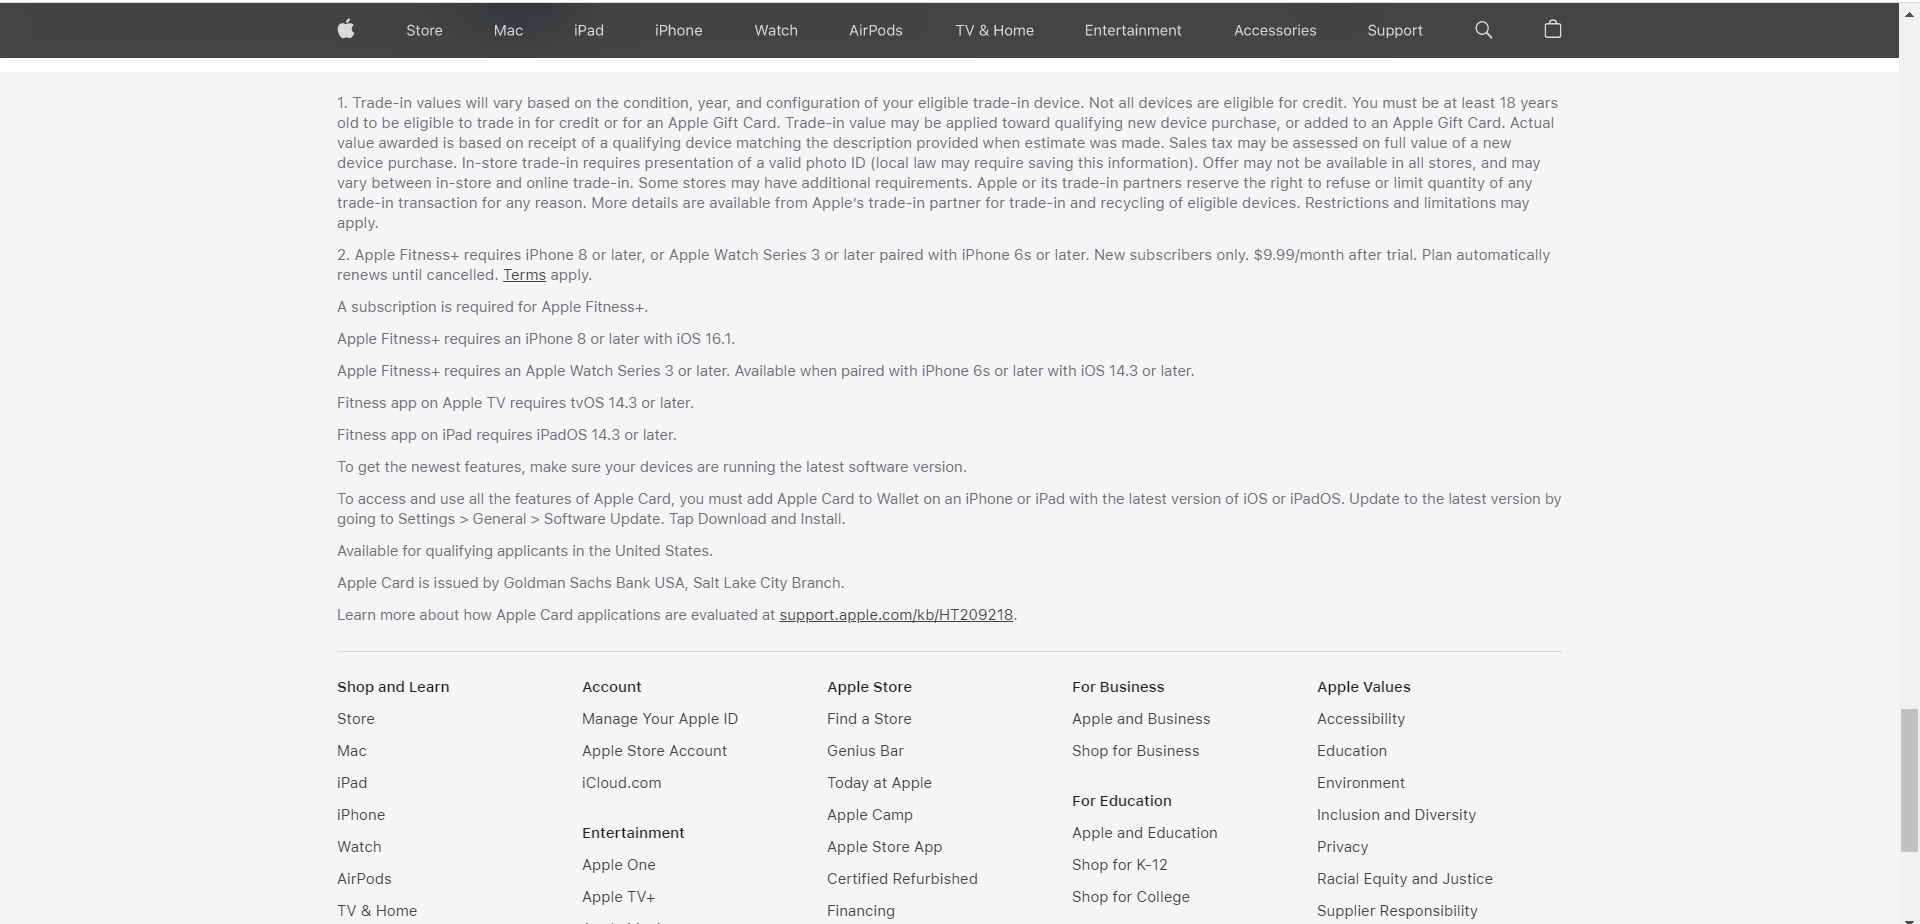 Store Mac iPad iPhone Watch AirPods TV & Home Entertainment Accessories Support
1. Trade-in values will vary based on the condition, year, and configuration of your eligible trade-in device. Not all devices are eligible for credit. You must be at least 18 years
old to be eligible to trade in for credit or for an Apple Gift Card. Trade-in value may be applied toward qualifying new device purchase, or added to an Apple Gift Card. Actual
value awarded is based on receipt of a qualifying device matching the description provided when estimate was made. Sales tax may be assessed on full value of a new
device purchase. In-store trade-in requires presentation of a valid photo ID (local law may require saving this information). Offer may not be available in all stores, and may
vary between in-store and online trade-in. Some stores may have additional requirements. Apple or its trade-in partners reserve the right to refuse or limit quantity of any
trade-in transaction for any reason. More details are available from Apple’s trade-in partner for trade-in and recycling of eligible devices. Restrictions and limitations may
apply.
2. Apple Fitness+ requires iPhone 8 or later, or Apple Watch Series 3 or later paired with iPhone 6s or later. New subscribers only. $9.99/month after trial. Plan automatically
renews until cancelled. Terms apply.
A subscription is required for Apple Fitness+.
Apple Fitness+ requires an iPhone 8 or later with iOS 16.1.
Apple Fitness+ requires an Apple Watch Series 3 or later. Available when paired with iPhone 6s or later with iOS 14.3 or later.
Fitness app on Apple TV requires tvOS 14.3 or later.
Fitness app on iPad requires iPadOS 14.3 or later.
To get the newest features, make sure your devices are running the latest software version.
To access and use all the features of Apple Card, you must add Apple Card to Wallet on an iPhone or iPad with the latest version of iOS or iPadOS. Update to the latest version by
going to Settings > General > Software Update. Tap Download and Install.
Available for qualifying applicants in the United States.
Apple Card is issued by Goldman Sachs Bank USA, Salt Lake City Branch.
Learn more about how Apple Card applications are evaluated at support.apple.com/kb/HT209218.
Shop and Learn
Store
Mac
iPad
iPhone
Watch
AirPods
TV & Home
Account
Manage Your Apple ID
Apple Store Account
iCloud.com
Entertainment
Apple One
Apple TV+
Apple Store
Find a Store
Genius Bar
Today at Apple
Apple Camp
Apple Store App
Certified Refurbished
Financing
For Business
Apple and Business
Shop for Business
For Education
Apple and Education
Shop for K-12
Shop for College
Apple Values
Accessibility
Education
Environment
Inclusion and Diversity
Privacy
Racial Equity and Justice
Supplier Responsibility